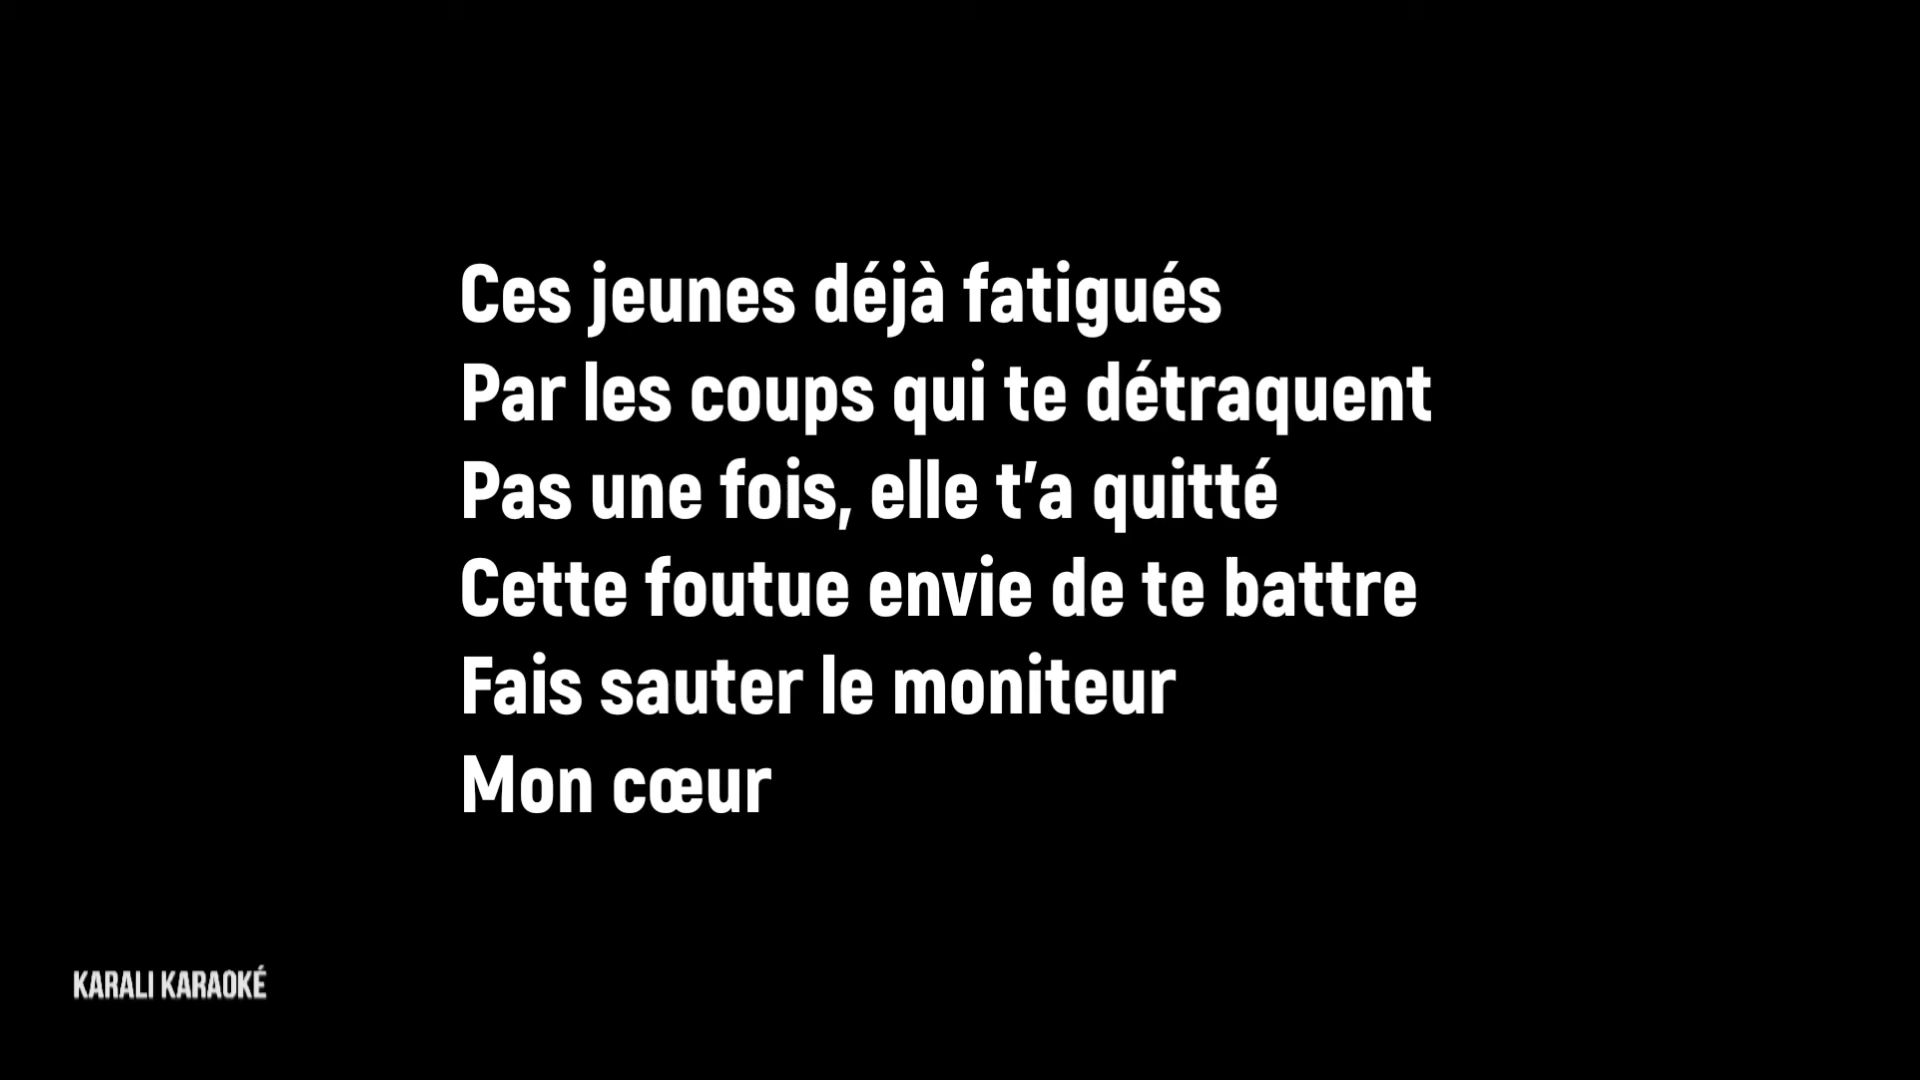 Ces jeunes déjà fatigués
Par les coups qui te détraquent
Pas une fois, elle t’a quitté
Cette foutue envie de te battre
Fais sauter le moniteur
Mon cœur
KARALI KARAOKÉ